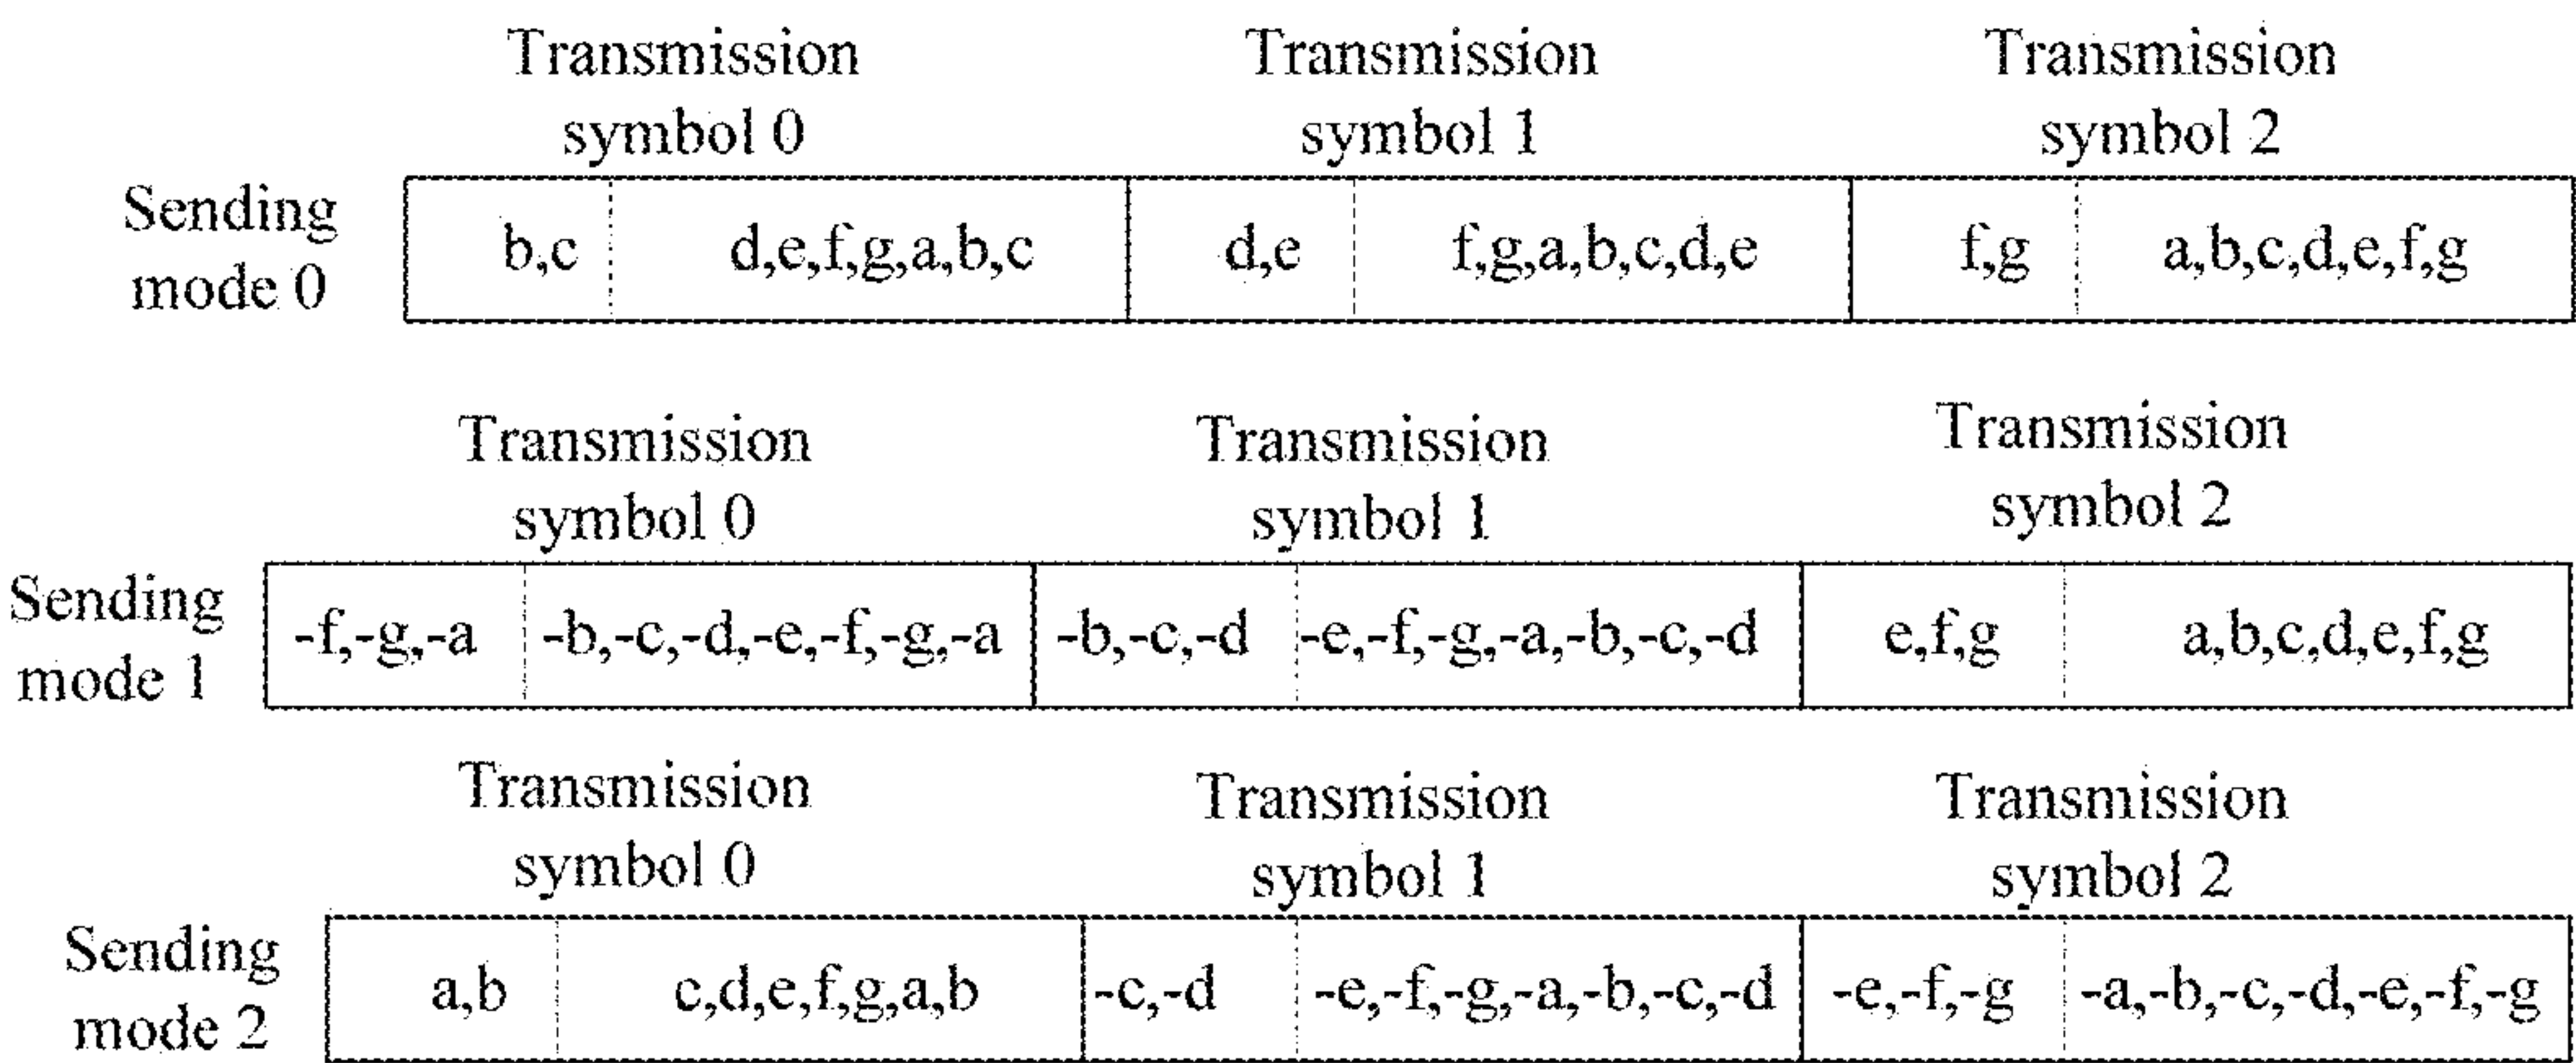 Transmission symbol 0
Transmission symbol 1
Transmission symbol 2
Sending mode 0
b,c
d,e,f,g,a,b,c
d,e
f,g,a,b,c,d,e
f,g
a,b,c,d,e,f,g
Transmission symbol 0
Transmission symbol 1
Transmission symbol 2
Sending mode 1
-f,-g,-a
-b,-c,-d,-e,-f,-g,-a
-b,-c,-d
-e,-f,-g,-a,-b,-c,-d
e,f,g
a,b,c,d,e,f,g
Transmission symbol 0
Transmission symbol 1
Transmission symbol 2
Sending mode 2
a,b
c,d,e,f,g,a,b
-c,-d
-e,-f,-g,-a,-b,-c,-d
-e,-f,-g
-a,-b,-c,-d,-e,-f,-g